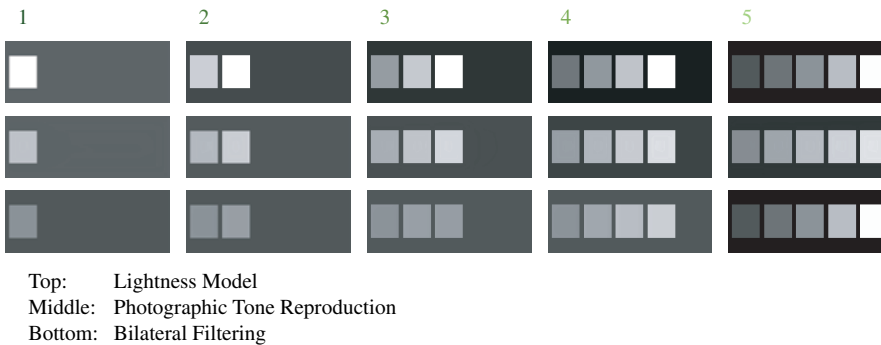 1 2 3 4 5
Top: Lightness Model
Middle: Photographic Tone Reproduction
Bottom: Bilateral Filtering